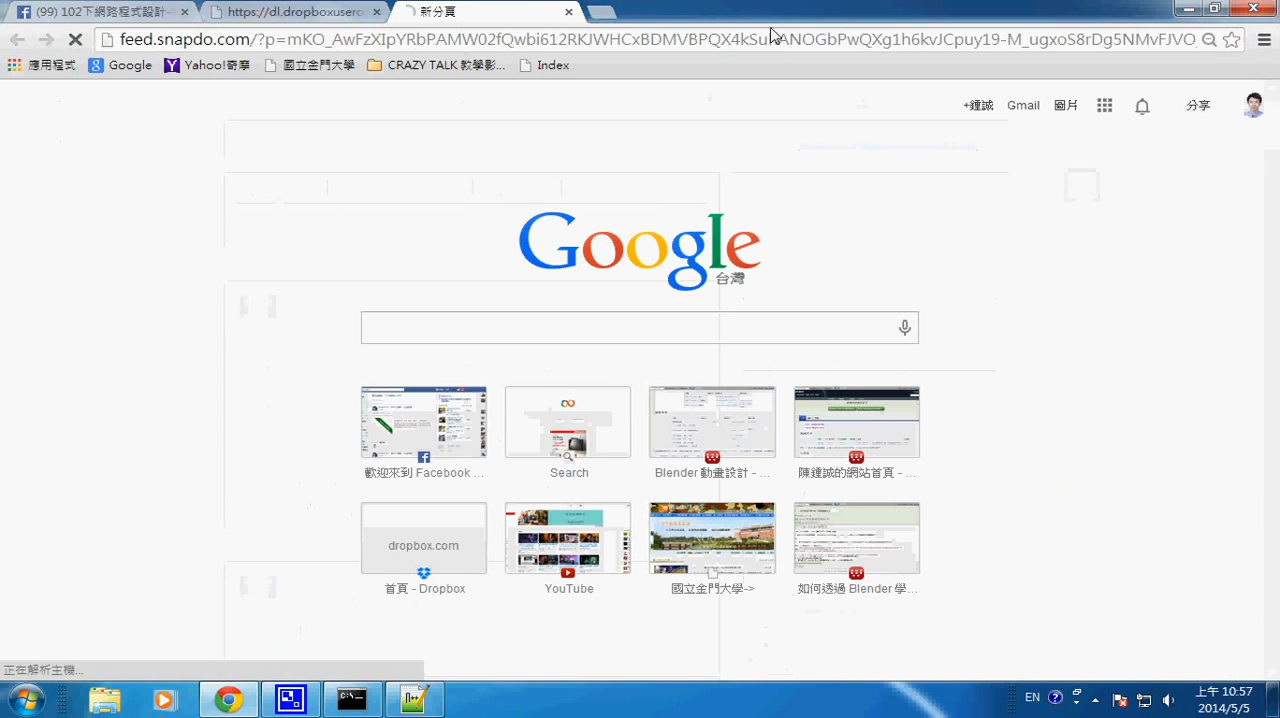 (99) 102下網路程式設計-
https://dl.dropboxuserc
新分頁
feed.snapdo.com/?p=mKO_AwFzXIpYRbPAMW02fQwbi612RKJWHCxBDMVBPQX4kSu
應用程式
Google
Yahoo!奇摩
國立金門大學
CRAZY TALK 教學影...
Index
+鍾誠
Gmail
圖片
分享
Google
台灣
歡迎來到 Facebook ...
Search
Blender 動畫設計 - ...
陳鍾誠的網站首頁 - ...
dropbox.com
首頁 - Dropbox
YouTube
國立金門大學->
如何透過 Blender 學...
正在解析主機...
EN
上午 10:57
2014/5/5